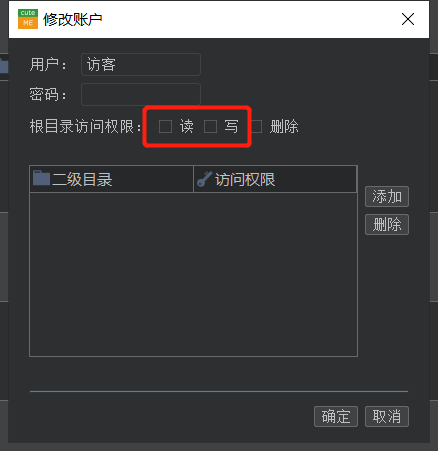 cute
ME
修改账户
用户： 访客
密码：
根目录访问权限： 读 写 删除
二级目录 访问权限
添加
删除
确定 取消